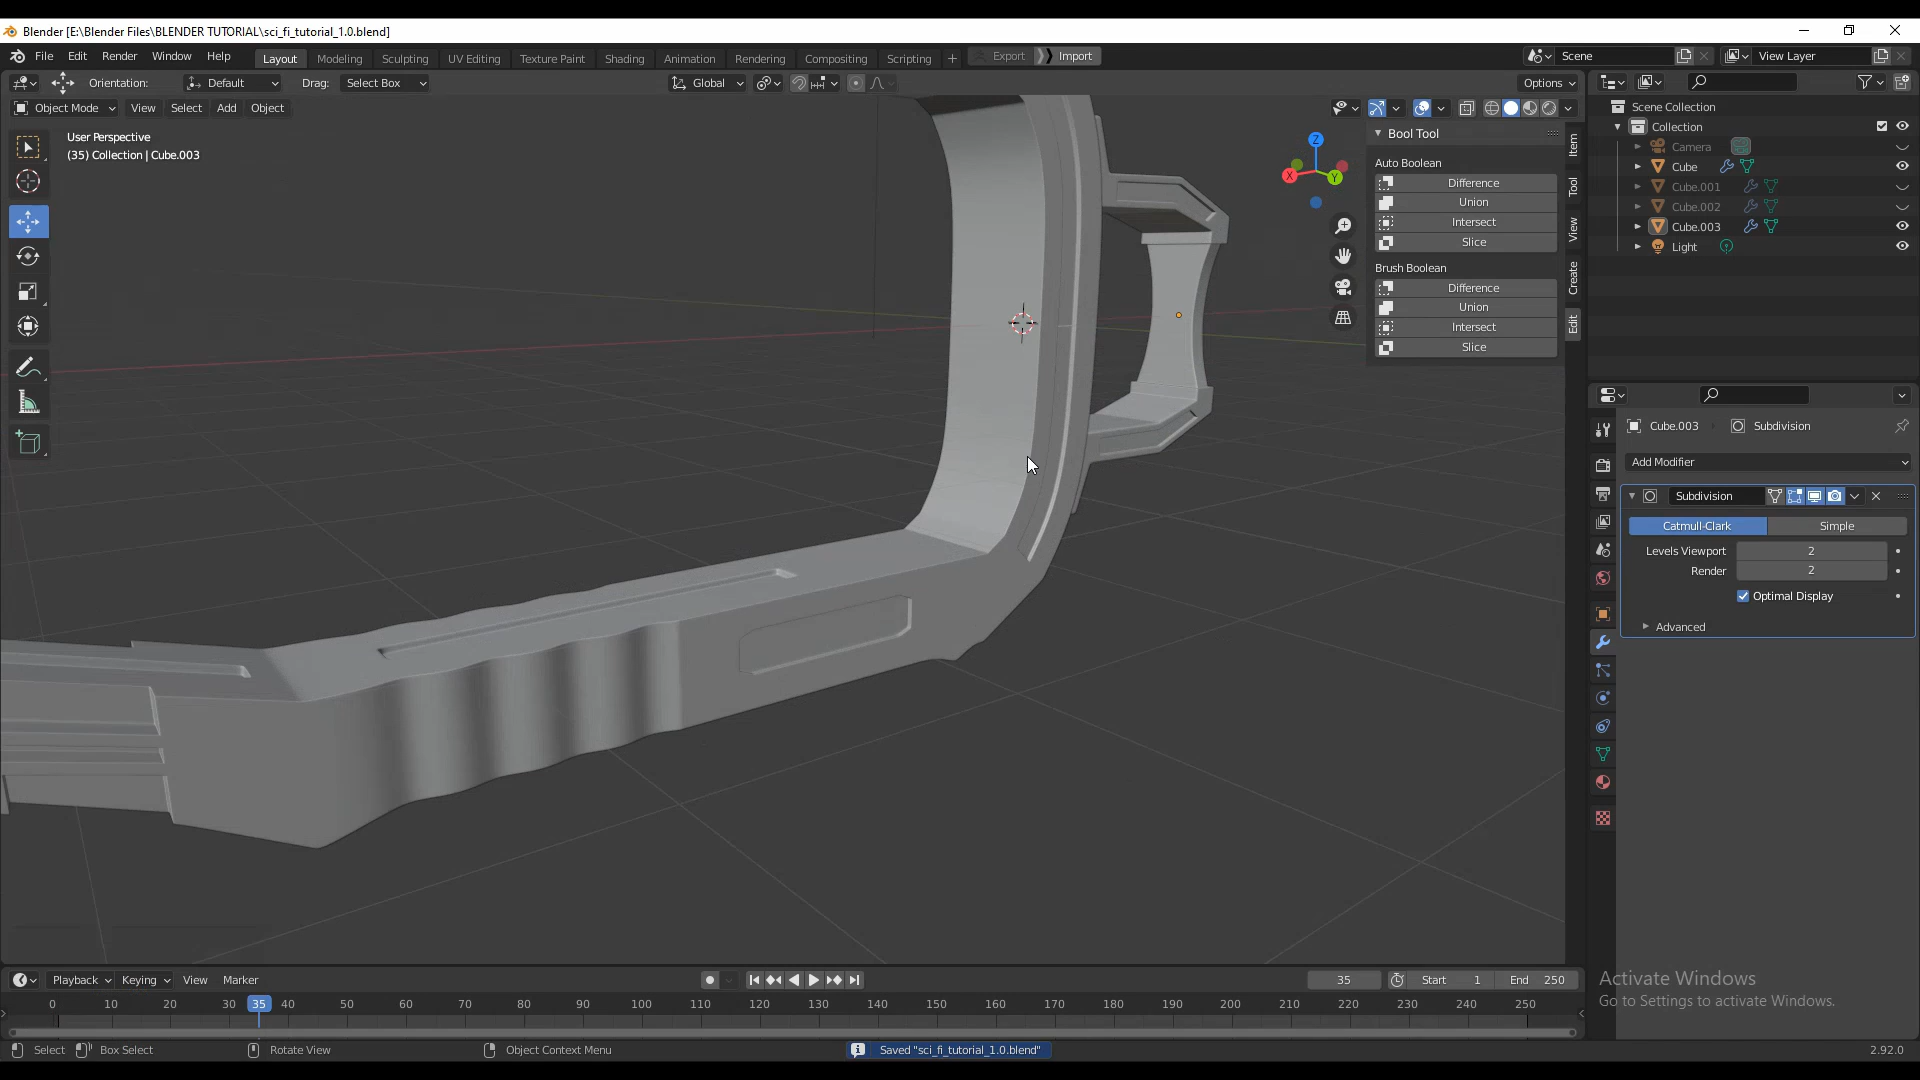 Blender [E:\Blender Files\BLENDER TUTORIAL\sci_fi_tutorial_1.0.blend]
File Edit Render Window Help Layout Modeling Sculpting UV Editing Texture Paint Shading Animation Rendering Compositing Scripting + Export Import Scene View Layer
Orientation: Default Drag: Select Box Global Options
Object Mode View Select Add Object
User Perspective
(35) Collection | Cube.003
X
Y
Z
Bool Tool
Auto Boolean
Difference
Union
Intersect
Slice
Brush Boolean
Difference
Union
Intersect
Slice
Item
Tool
View
Create
Edit
Scene Collection
Collection
Camera
Cube
Cube.001
Cube.002
Cube.003
Light
Cube.003 Subdivision
Add Modifier
Subdivision
Catmull-Clark Simple
Levels Viewport 2
Render 2
Optimal Display
Advanced
Activate Windows
Go to Settings to activate Windows.
Playback Keying View Marker 35 Start 1 End 250
0 10 20 30 35 40 50 60 70 80 90 100 110 120 130 140 150 160 170 180 190 200 210 220 230 240 250
Select Box Select Rotate View Object Context Menu Saved "sci_fi_tutorial_1.0.blend" 2.92.0